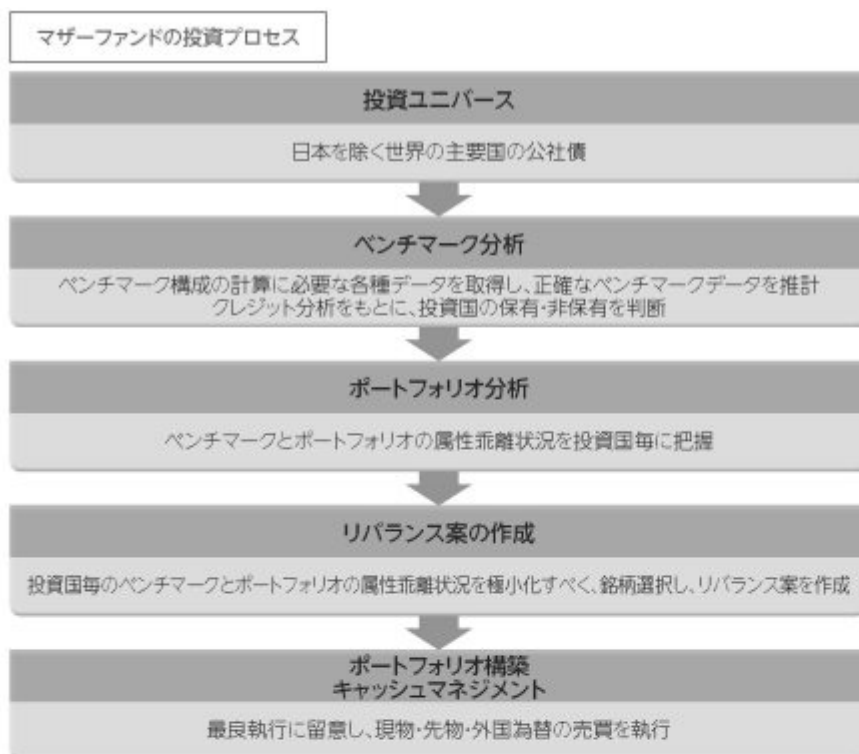 マザーファンドの投資プロセス
投資ユニバース
日本を除く世界の主要国の公社債
ベンチマーク分析
ベンチマーク構成の計算に必要な各種データを取得し、正確なベンチマークデータを推計
クレジット分析をもとに、投資国の保有・非保有を判断
ポートフォリオ分析
ベンチマークとポートフォリオの属性乖離状況を投資国毎に把握
リバランス案の作成
投資国毎のベンチマークとポートフォリオの属性乖離状況を極小化すべく、銘柄選択し、リバランス案を作成
ポートフォリオ構築
キャッシュマネジメント
最良執行に留意し、現物・先物・外国為替の売買を執行